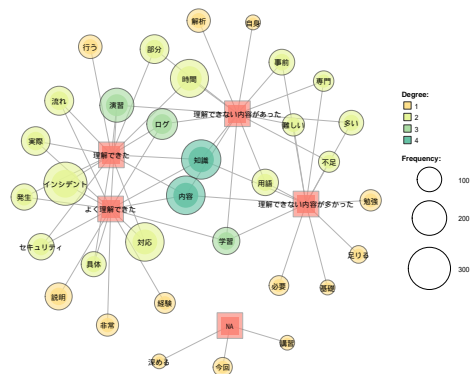 解析
自身
行う
部分
事前
時間
専門
Degree:
1
2
3
4
流れ
演習
理解できない内容があった
ログ
難しい
多い
実際
理解できた
知識
不足
Frequency:
100
200
300
インシデント
用語
発生
内容
よく理解できた
理解できない内容が多かった
勉強
セキュリティ
対応
学習
足りる
具体
説明
必要
基礎
経験
非常
NA
講習
深める
今回